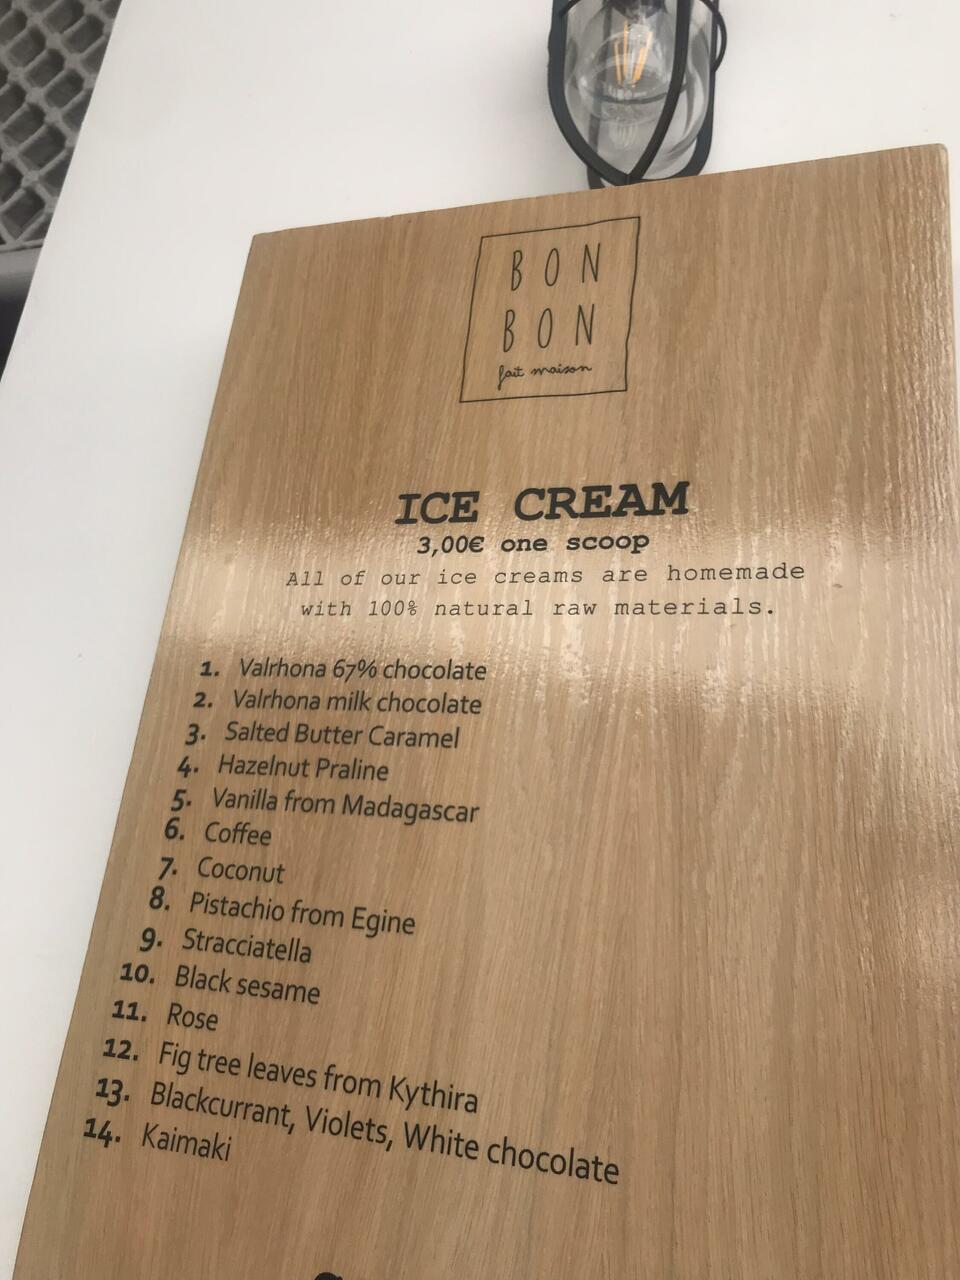 BON
BON
fait maison
ICE CREAM
3,00€ one scoop
All of our ice creams are homemade
with 100% natural raw materials.
1. Valrhona 67% chocolate
2. Valrhona milk chocolate
3. Salted Butter Caramel
4. Hazelnut Praline
5. Vanilla from Madagascar
6. Coffee
7. Coconut
8. Pistachio from Egine
9. Stracciatella
10. Black sesame
11. Rose
12. Fig tree leaves from Kythira
13. Blackcurrant, Violets, White chocolate
14. Kaimaki